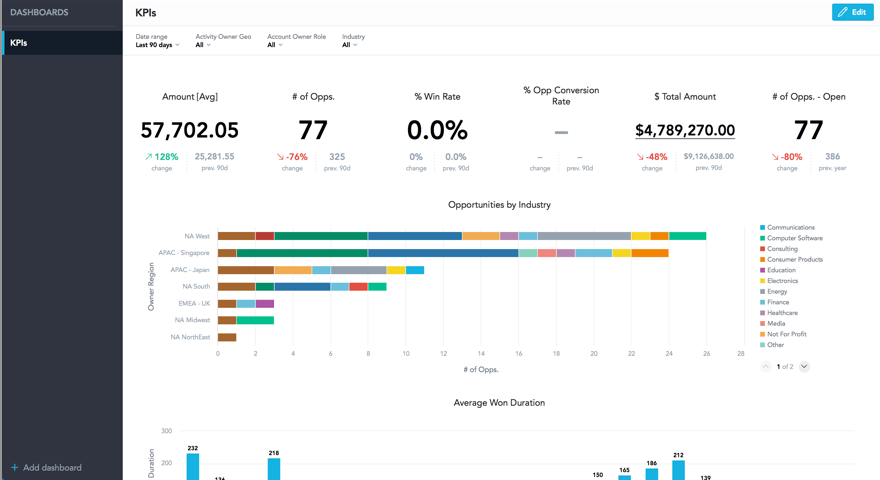 DASHBOARDS
KPIs
Edit
KPIs
Date range
Last 90 days
Activity Owner Geo
All
Account Owner Role
All
Industry
All
Amount [Avg]
57,702.05
128%
change
25,281.55
prev. 90d
# of Opps.
77
-76%
change
325
prev. 90d
% Win Rate
0.0%
0%
change
0.0%
prev. 90d
% Opp Conversion
Rate
–
–
change
–
prev. 90d
$ Total Amount
$4,789,270.00
-48%
change
$9,126,638.00
prev. 90d
# of Opps. - Open
77
-80%
change
386
prev. year
Opportunities by Industry
Owner Region
NA West
APAC - Singapore
APAC - Japan
NA South
EMEA - UK
NA Midwest
NA NorthEast
0 2 4 6 8 10 12 14 16 18 20 22 24 26 28
# of Opps.
Communications
Computer Software
Consulting
Consumer Products
Education
Electronics
Energy
Finance
Healthcare
Media
Not For Profit
Other
1 of 2
Average Won Duration
Duration
300
200
232
218
150
165
186
212
139
+ Add dashboard